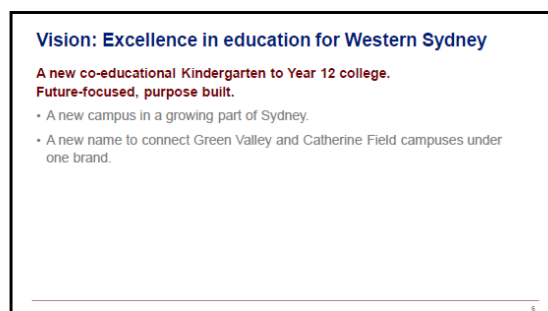 Vision: Excellence in education for Western Sydney
A new co-educational Kindergarten to Year 12 college.
Future-focused, purpose built.
• A new campus in a growing part of Sydney.
• A new name to connect Green Valley and Catherine Field campuses under
one brand.
6